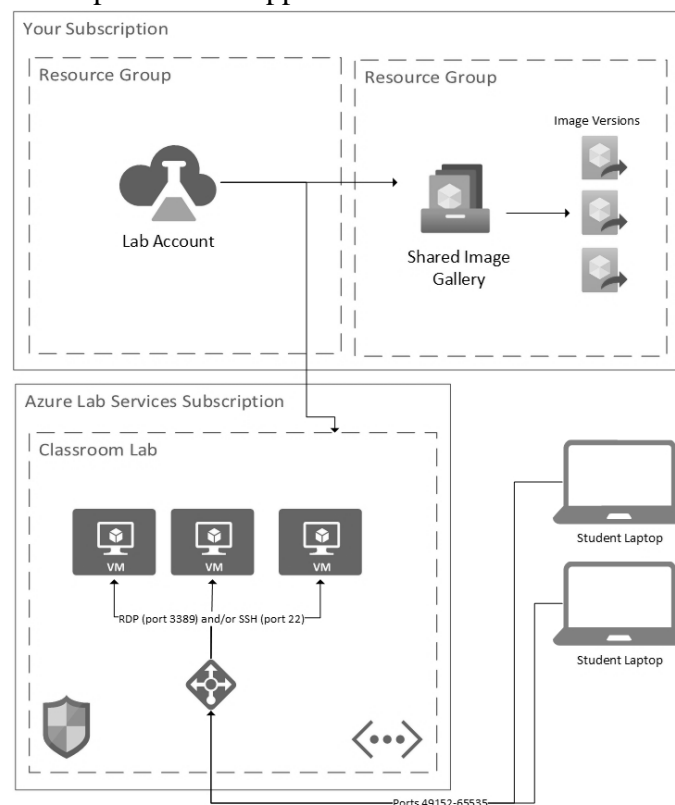 Your Subscription
Resource Group
Resource Group
Image Versions
Lab Account
Shared Image
Gallery
Azure Lab Services Subscription
Classroom Lab
VM
VM
VM
RDP (port 3389) and/or SSH (port 22)
Student Laptop
Student Laptop
Ports 49152-65535